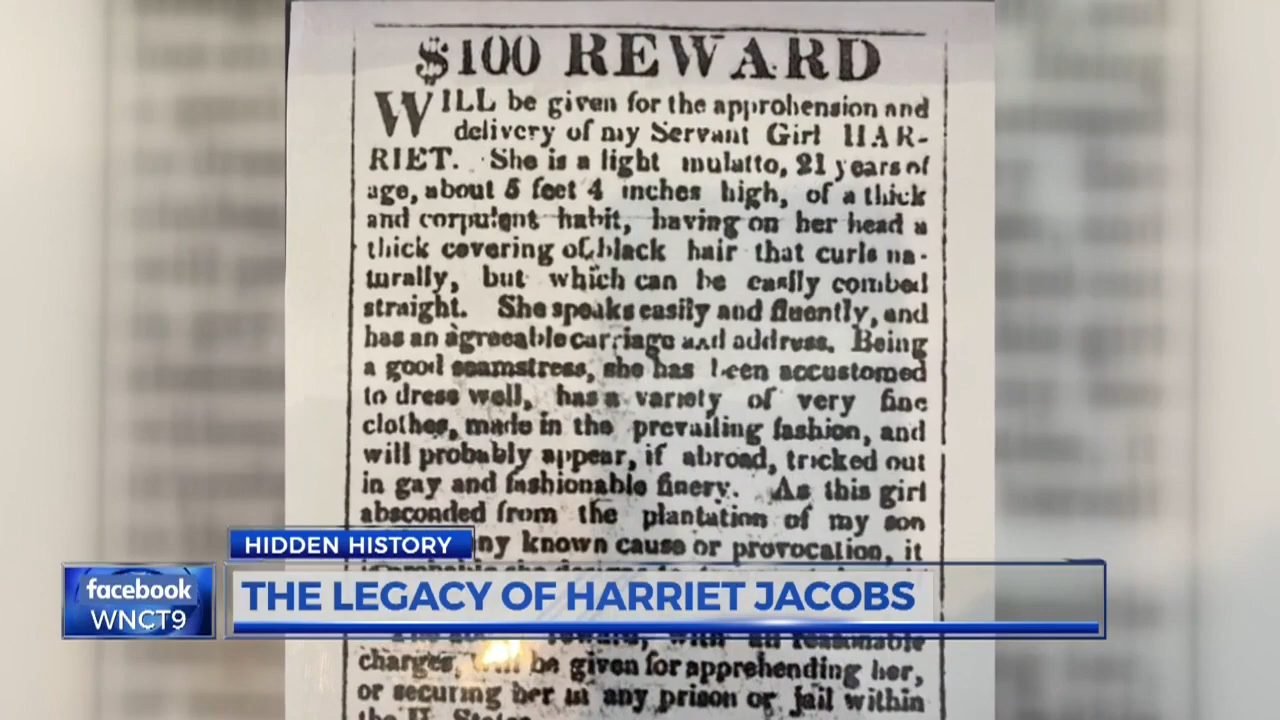 $100 REWARD
WILL be given for the approhension and
delivery of my Servant Girl HAR-
RIET. She is a light mulatto, 21 years of
age, about 5 feet 4 inches high, of a thick
and corpulent habit, having on her head a
thick covering of black hair that curls na-
turally, but which can be easily combed
straight. She speaks easily and fluently, and
has an agreeable carriage and address. Being
a good seamstress, she has been accustomed
to dress well, has a variety of very fine
clothes, made in the prevailing fashion, and
will probably appear, if abroad, tricked out
in gay and fashionable finery. As this girl
absconded from the plantation of my son
known cause or provocation, it
HIDDEN HISTORY
facebook
WNCT9
THE LEGACY OF HARRIET JACOBS
reward, with all reasonable
charges, will be given for apprehending her,
or securing her in any prison or jail within
the U. States